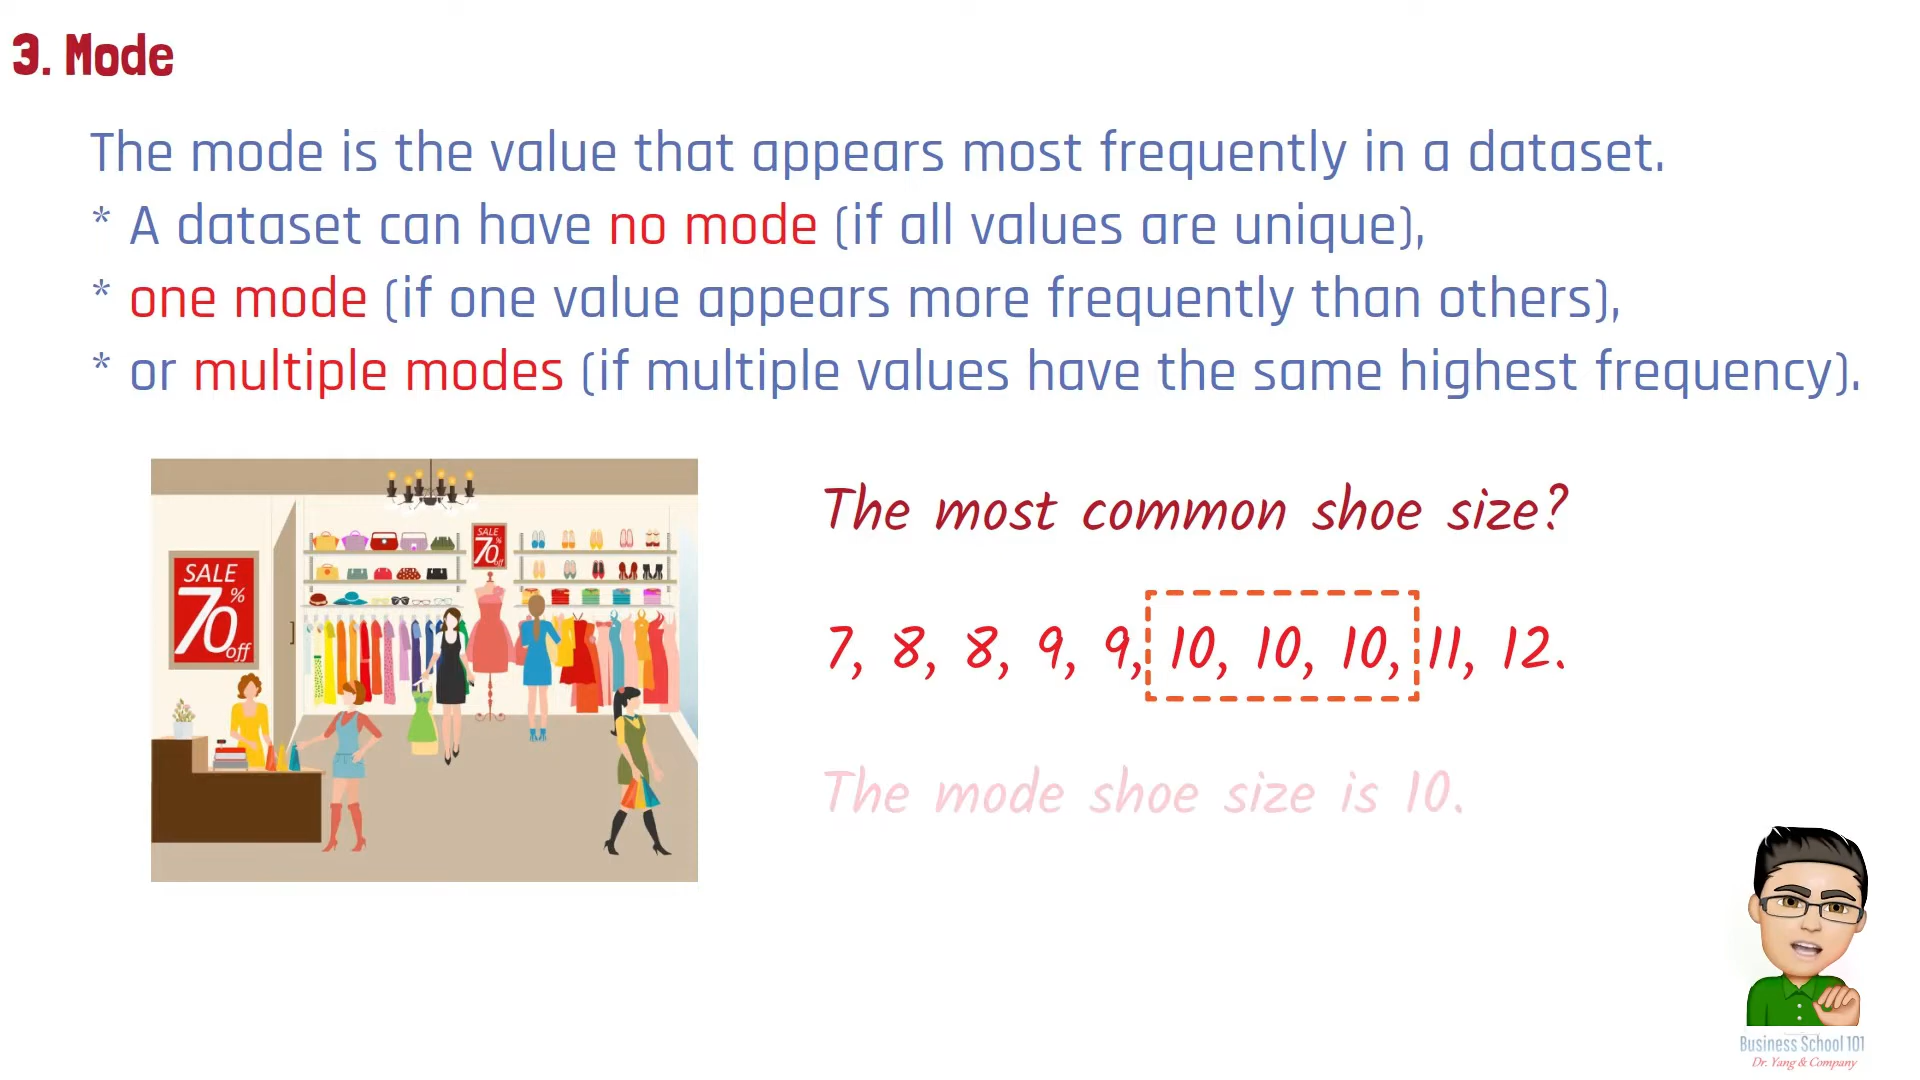 3. Mode
The mode is the value that appears most frequently in a dataset.
* A dataset can have no mode (if all values are unique),
* one mode (if one value appears more frequently than others),
* or multiple modes (if multiple values have the same highest frequency).
SALE
70%
off
SALE
70%
off
The most common shoe size?
7, 8, 8, 9, 9, 10, 10, 10, 11, 12.
The mode shoe size is 10.
Business School 101
Dr. Yang & Company